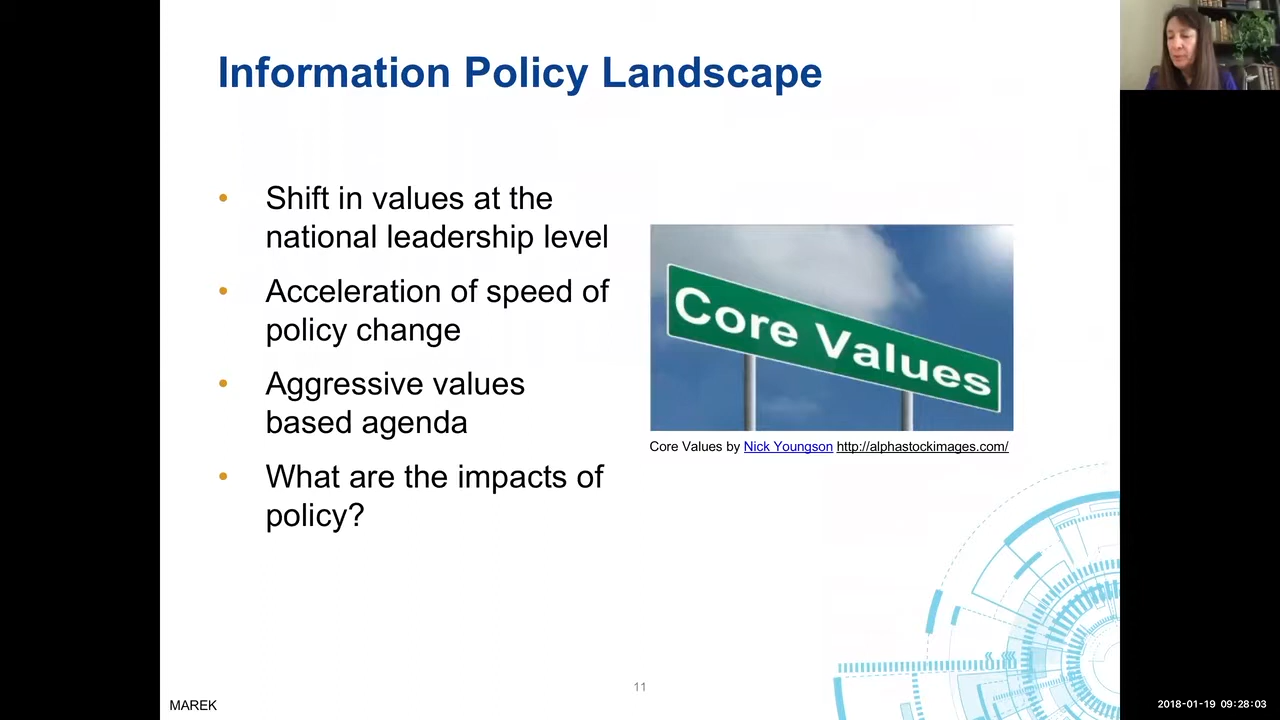 Information Policy Landscape
• Shift in values at the
national leadership level
• Acceleration of speed of
policy change
• Aggressive values
based agenda
• What are the impacts of
policy?
Core Values
Core Values by Nick Youngson http://alphastockimages.com/
11
MAREK
2018-01-19 09:28:03